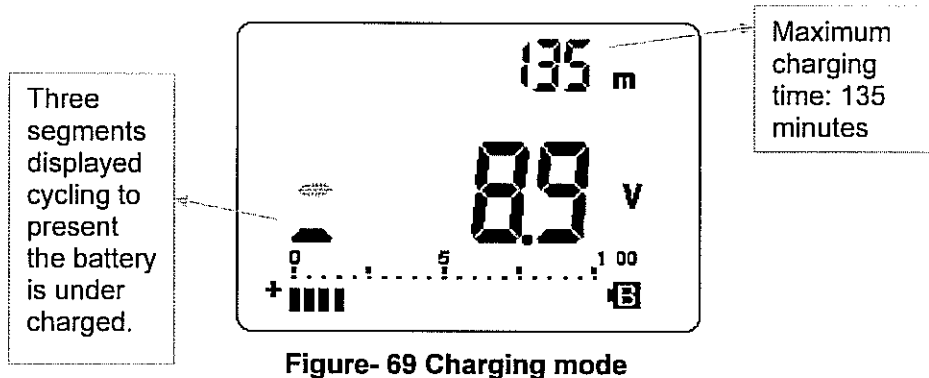 135 m
Maximum
charging
time: 135
minutes
Three
segments
displayed
cycling to
present
the battery
is under
charged.
8.9 V
0 5 1 00
+ B
Figure- 69 Charging mode